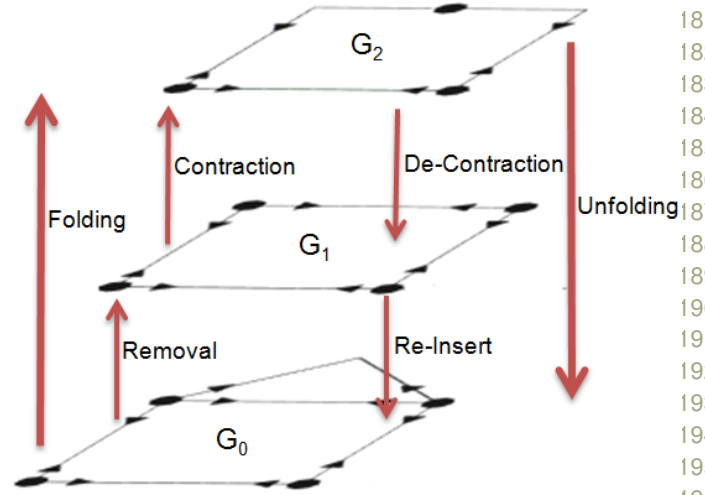 G₂
Contraction
De-Contraction
Folding
Unfolding
G₁
Removal
Re-Insert
G₀